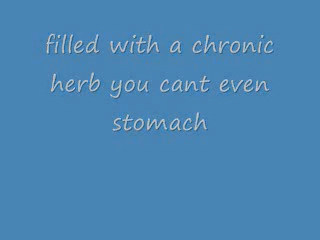 filled with a chronic
herb you cant even
stomach